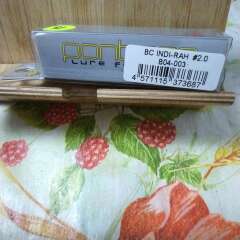 pont
Lure F
BC INDI-RAH #2.0
B04-003
4 571115 373687